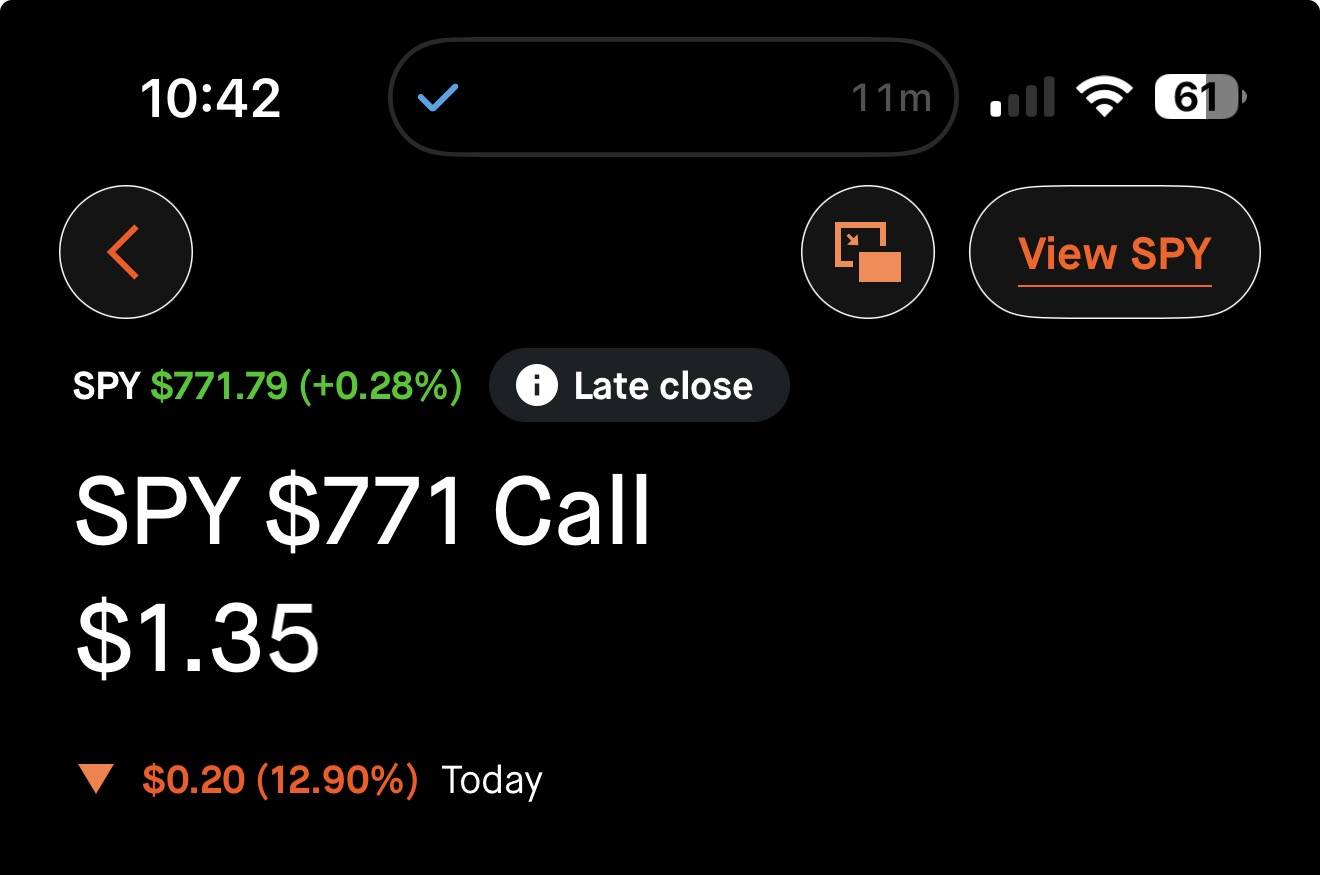 10:42 11m 61
View SPY
SPY $771.79 (+0.28%) Late close
SPY $771 Call
$1.35
$0.20 (12.90%) Today